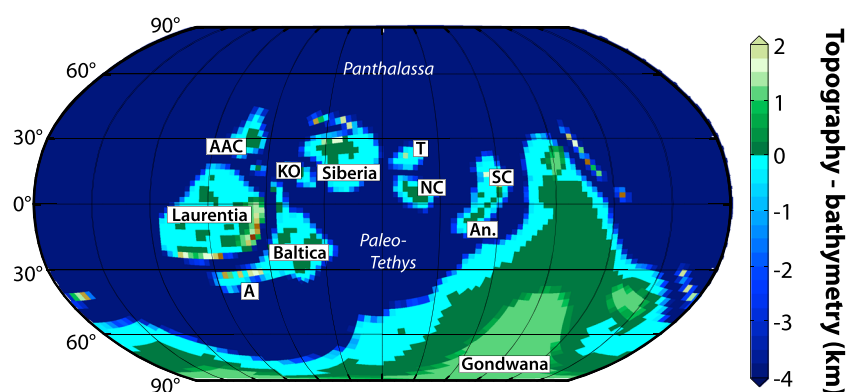 90°
60°
30°
0°
30°
60°
90°
Panthalassa
AAC
KO
Siberia
T
NC
SC
Laurentia
An.
Baltica
Paleo-
Tethys
A
Gondwana
2
1
0
-1
-2
-3
-4
Topography - bathymetry (km)